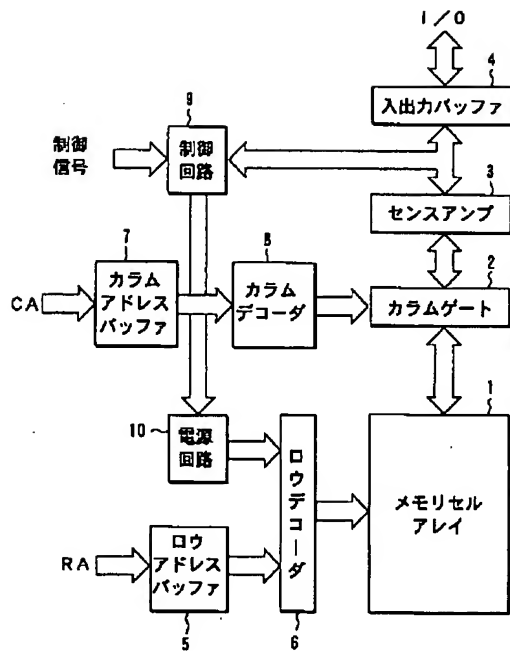 I/O
4
入出力バッファ
9
制御
信号
制御
回路
3
センスアンプ
7
8
2
CA
カラム
アドレス
バッファ
カラム
デコーダ
カラムゲート
1
10
電源
回路
ロウデコーダ
メモリセル
アレイ
RA
ロウ
アドレス
バッファ
5
6